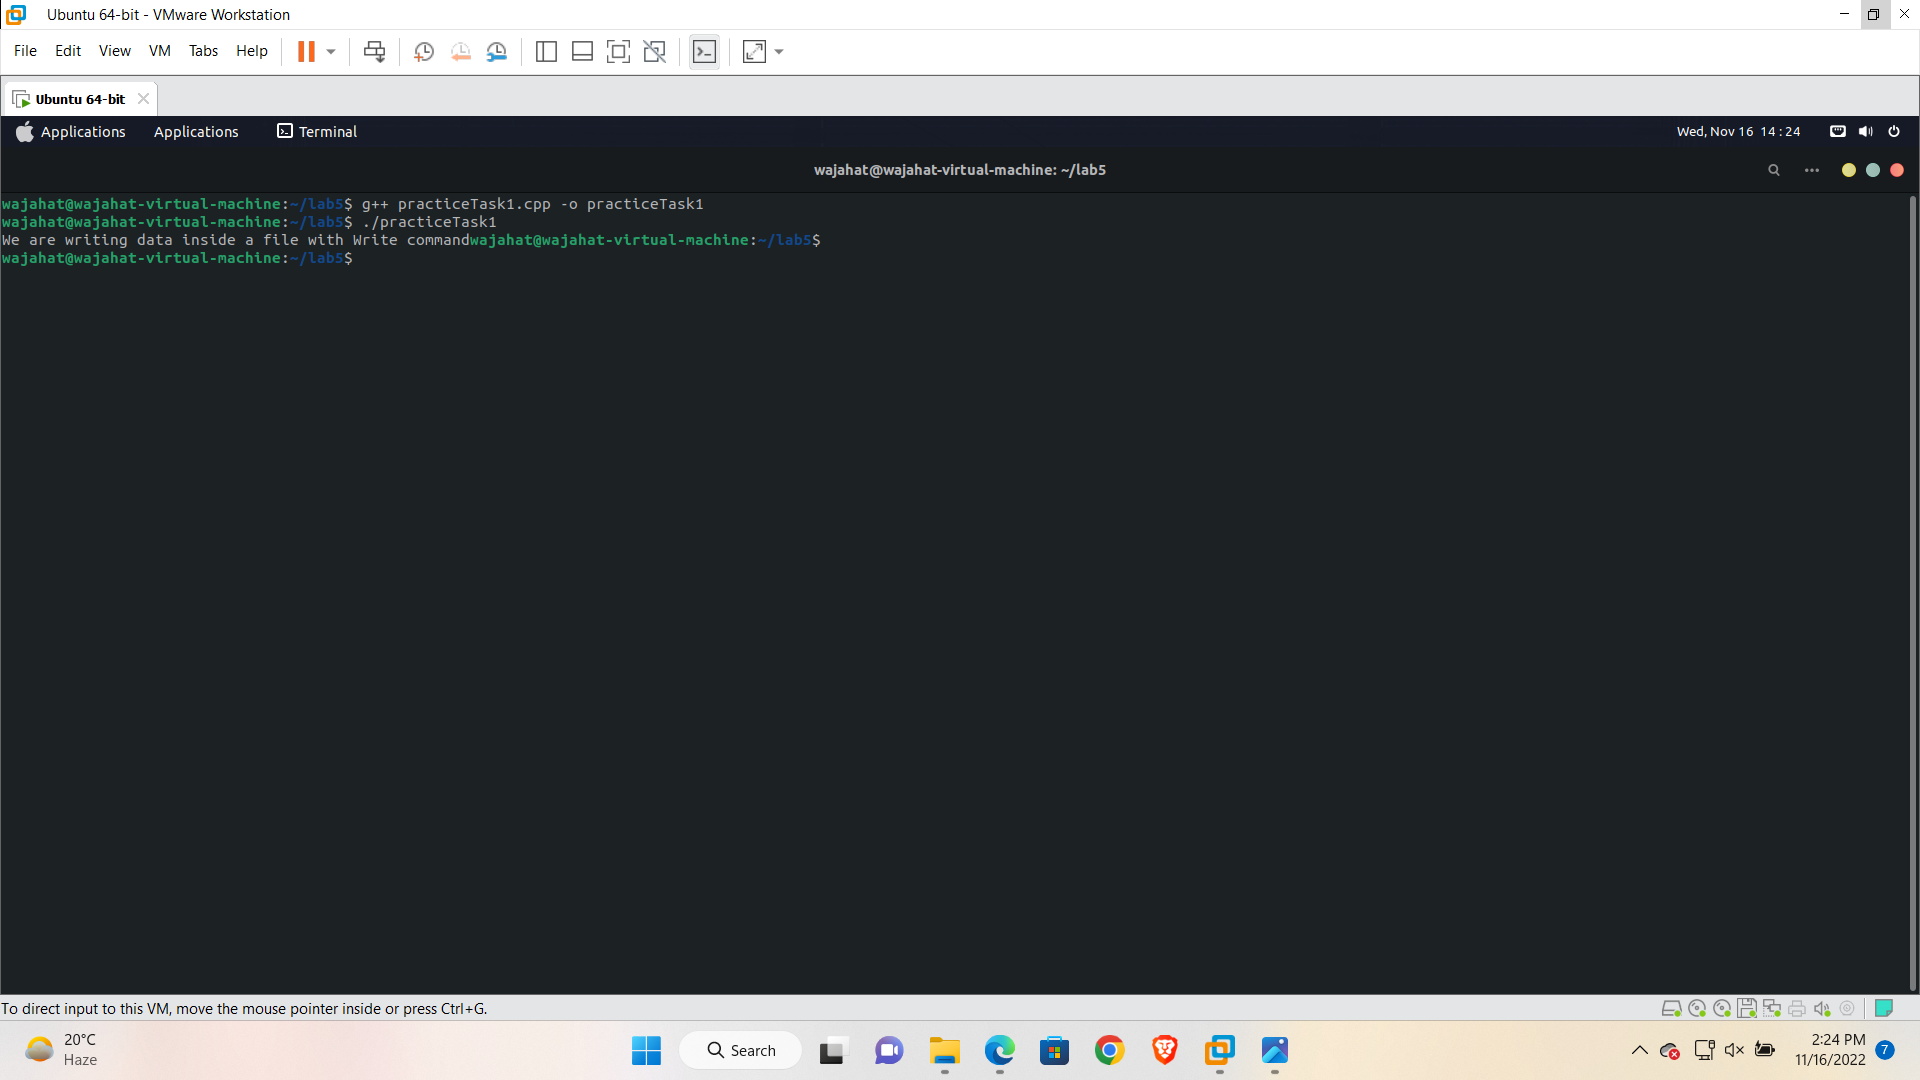 Ubuntu 64-bit - VMware Workstation
File Edit View VM Tabs Help
Ubuntu 64-bit
Applications Applications Terminal Wed, Nov 16 14:24
wajahat@wajahat-virtual-machine: ~/lab5
wajahat@wajahat-virtual-machine:~/lab5$ g++ practiceTask1.cpp -o practiceTask1
wajahat@wajahat-virtual-machine:~/lab5$ ./practiceTask1
We are writing data inside a file with Write commandwajahat@wajahat-virtual-machine:~/lab5$
wajahat@wajahat-virtual-machine:~/lab5$
To direct input to this VM, move the mouse pointer inside or press Ctrl+G.
20°C
Haze
Search
2:24 PM
11/16/2022
7